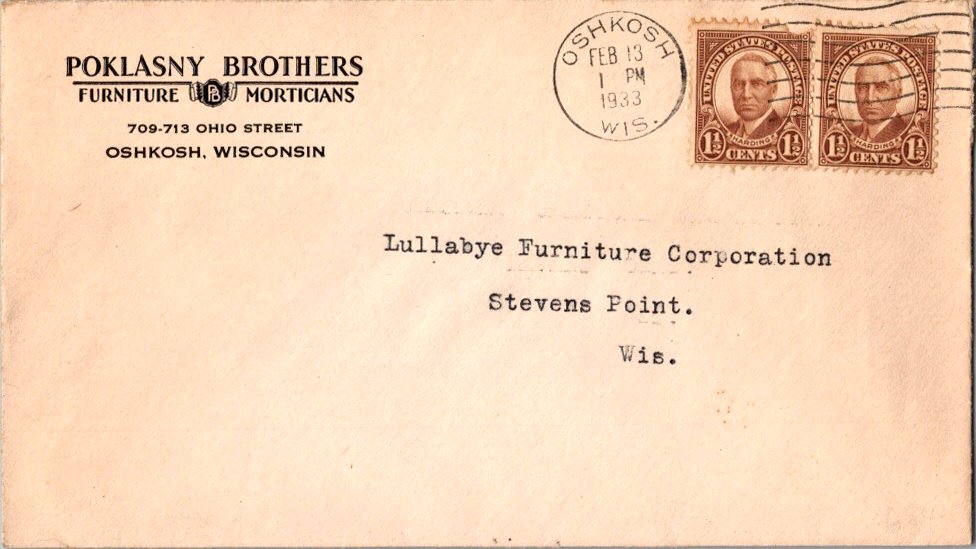 POKLASNY BROTHERS
FURNITURE PB MORTICIANS
709-713 OHIO STREET
OSHKOSH, WISCONSIN
OSHKOSH
FEB 13
1 PM
1933
WIS.
UNITED STATES POSTAGE
HARDING
1½ CENTS 1½
UNITED STATES POSTAGE
HARDING
1½ CENTS 1½
Lullabye Furniture Corporation
Stevens Point.
Wis.